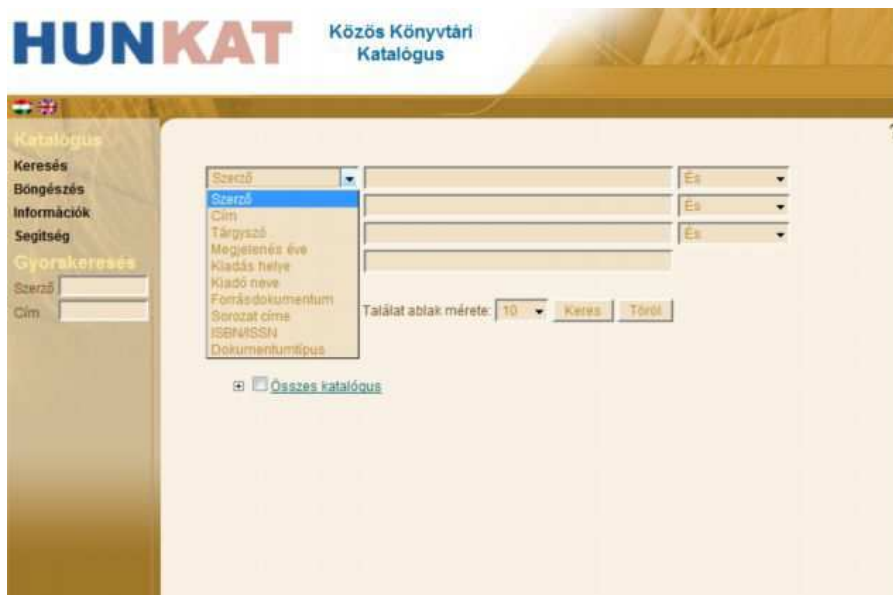 HUNKAT
Közös Könyvtári
Katalógus
Katalógus
Keresés
Böngészés
Információk
Segítség
Gyorskeresés
Szerző
Cím
Szerző
És
Szerző
Cím
Tárgyszó
Megjelenés éve
Kiadás helye
Kiadó neve
Forrásdokumentum
Sorozat címe
ISBN/ISSN
Dokumentumtípus
És
És
Találat ablak mérete: 10 Keres Töröl
Összes katalógus